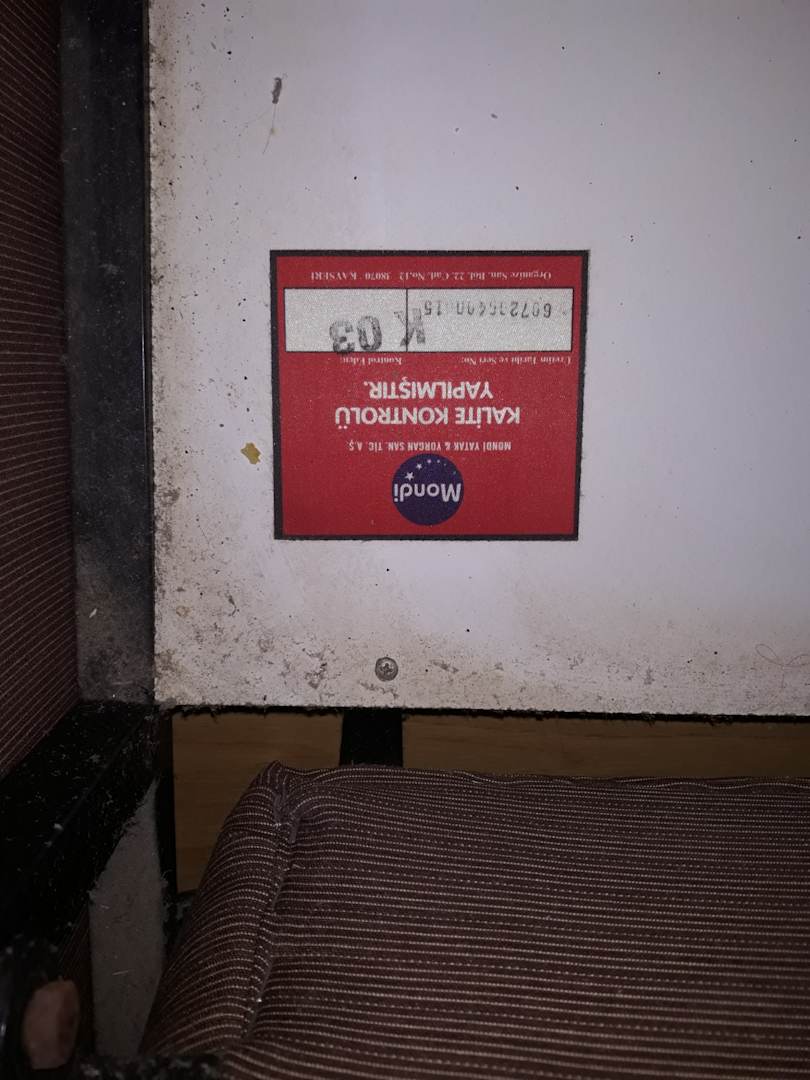 Mondi
MONDİ YATAK & YORGAN SAN. TİC. A.Ş.
KALİTE KONTROLÜ
YAPILMIŞTIR.
Üretim Tarihi ve Seri No: Kontrol Eden:
K 03
Organize San. Böl. 22. Cad. No.12 38070 - KAYSERİ